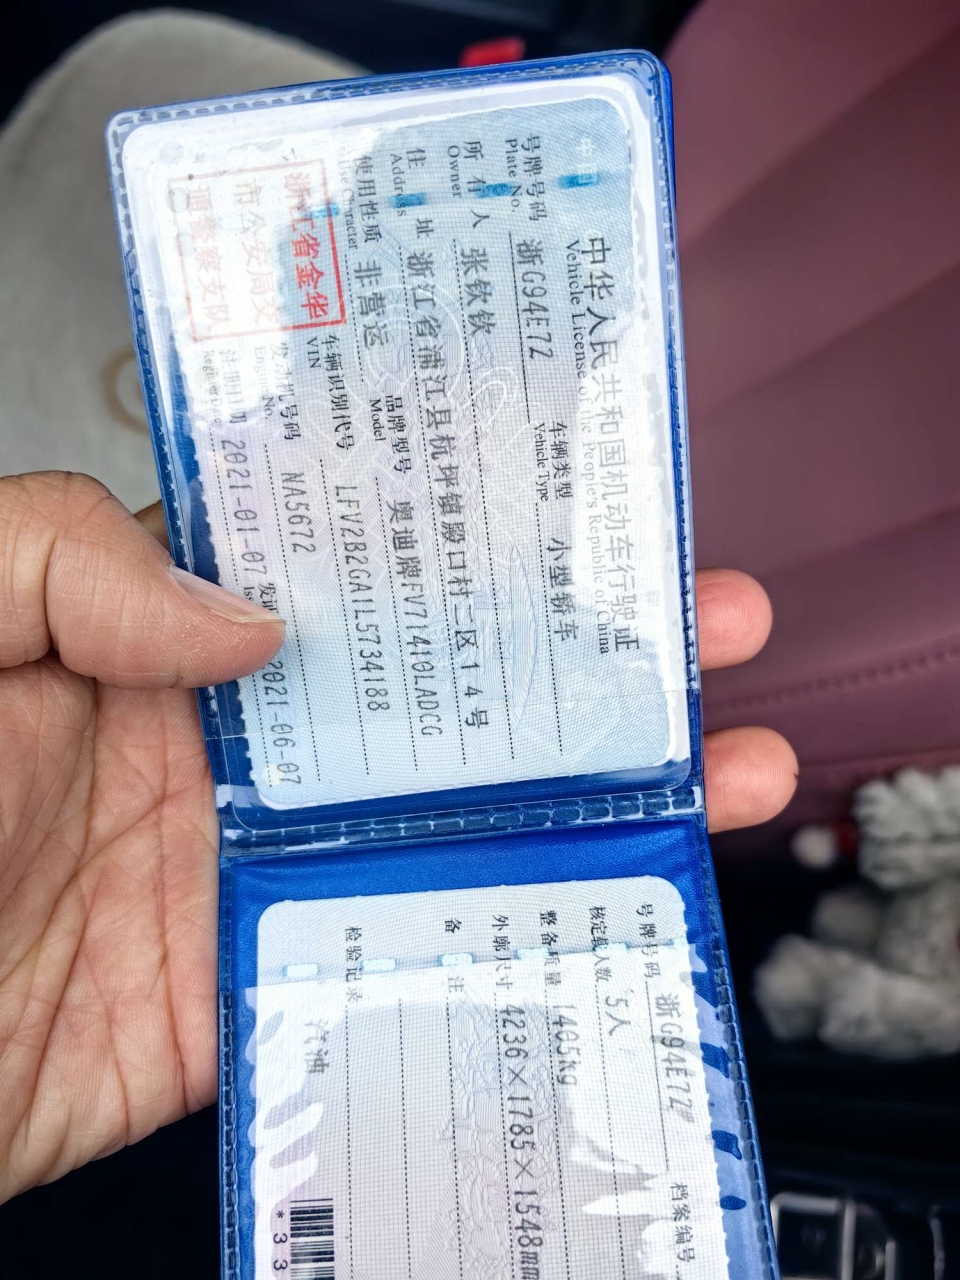 中华人民共和国机动车行驶证
Vehicle License of the People's Republic of China
号牌号码 浙G94E72 车辆类型 小型轿车
Plate No. Vehicle Type
所有人 张钦钦
Owner
住址 浙江省浦江县杭坪镇殿口村二区14号
Address
使用性质 非营运 品牌型号 奥迪牌FV71410LADCG
Use Character Model
浙江省金华
市公安局交
通警察支队
车辆识别代号 LFV2B2GA1L5734188
VIN
发动机号码 NA5672
Engine No.
注册日期 2021-01-07 发证 2021-06-07
Register Iss
号牌号码 浙G94E72 档案编号
核定载人数 5人
整备质量 1405kg
外廓尺寸 4236×1785×1548mm
备注
检验记录
汽油
*33